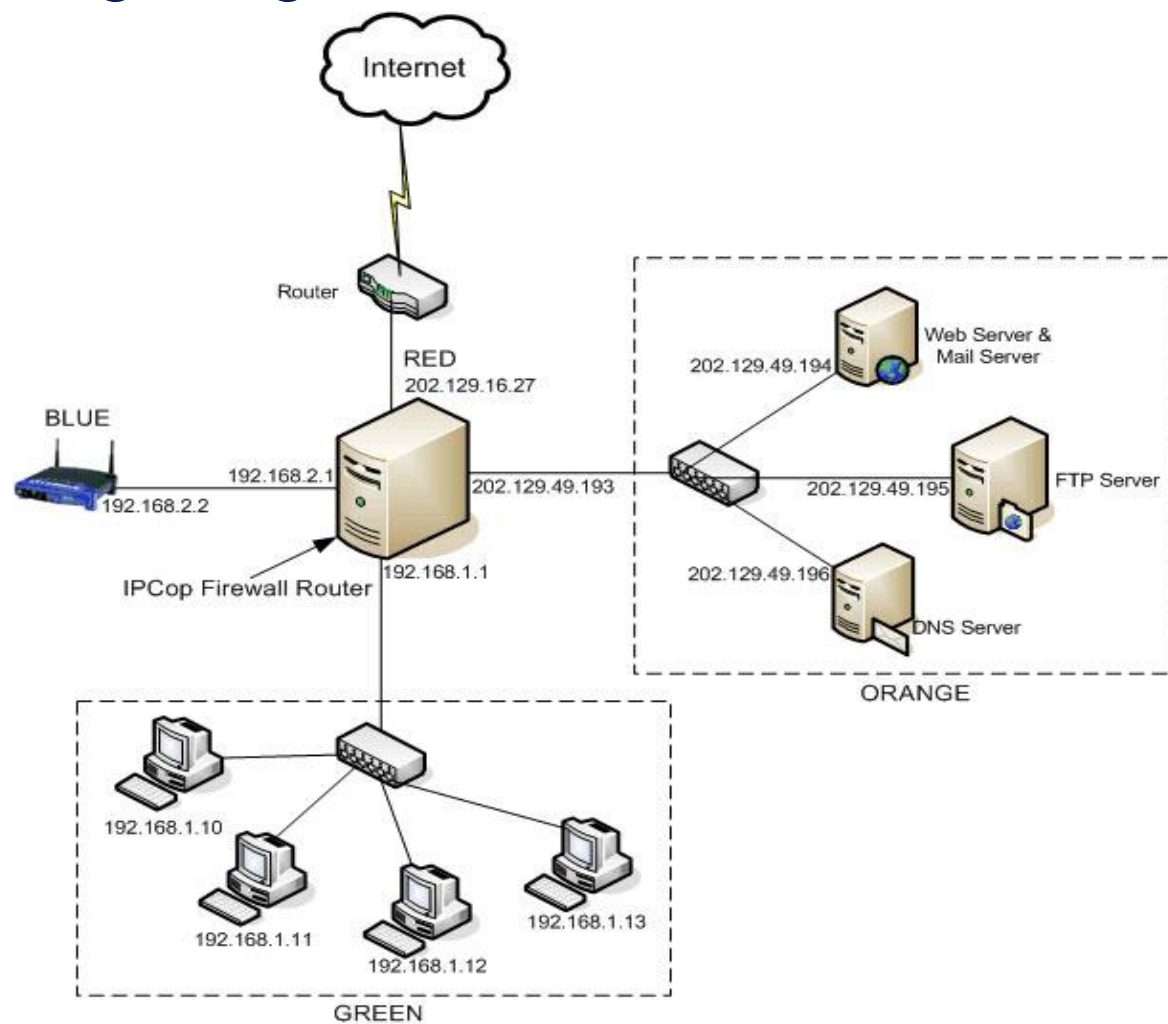 Internet
Router
RED
202.129.16.27
Web Server &
Mail Server
202.129.49.194
BLUE
192.168.2.1
192.168.2.2
202.129.49.193
202.129.49.195
FTP Server
IPCop Firewall Router
192.168.1.1
202.129.49.196
DNS Server
ORANGE
192.168.1.10
192.168.1.11
192.168.1.12
192.168.1.13
GREEN